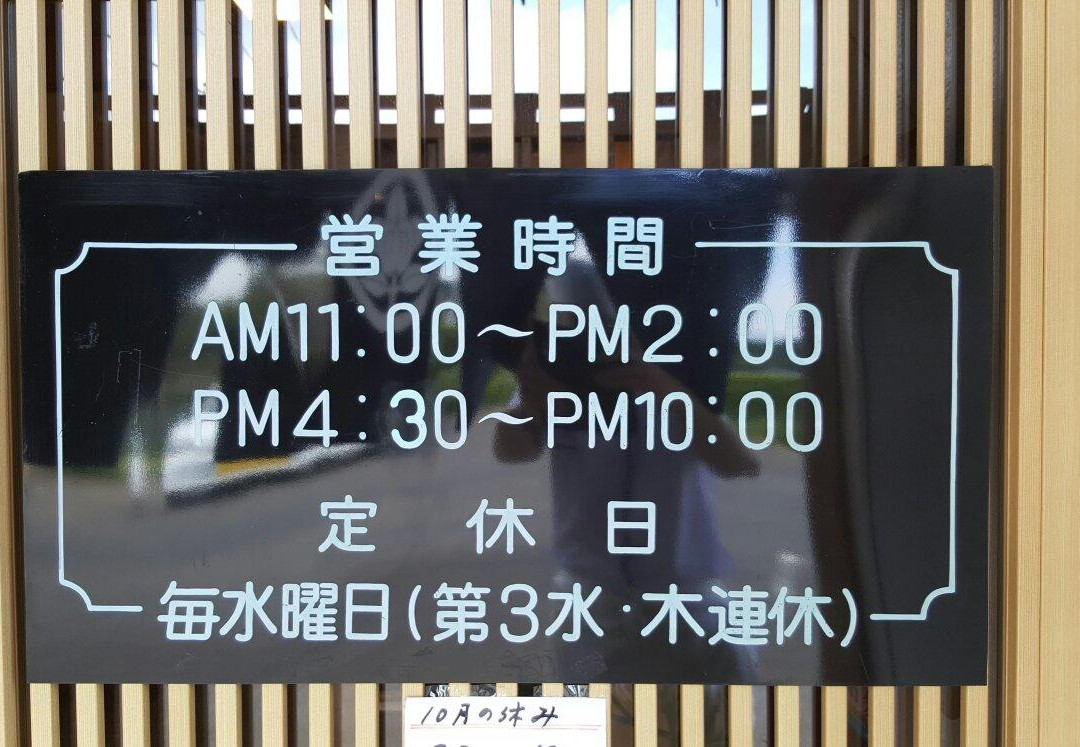 営業時間
AM11:00～PM2:00
PM4:30～PM10:00
定休日
毎水曜日(第3水・木連休)
10月の休み